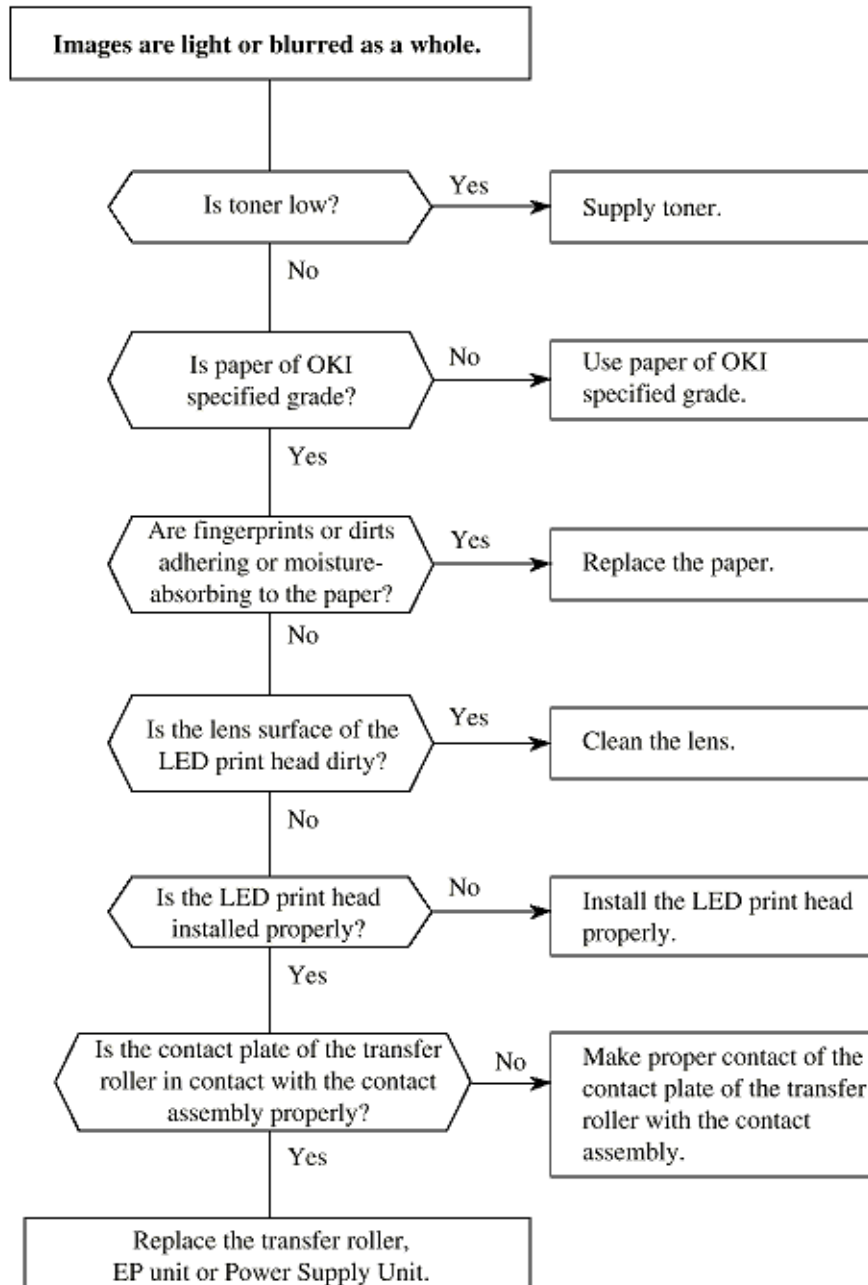 Images are light or blurred as a whole.
Is toner low?
Yes
Supply toner.
No
Is paper of OKI
specified grade?
No
Use paper of OKI
specified grade.
Yes
Are fingerprints or dirts
adhering or moisture-
absorbing to the paper?
Yes
Replace the paper.
No
Is the lens surface of the
LED print head dirty?
Yes
Clean the lens.
No
Is the LED print head
installed properly?
No
Install the LED print head
properly.
Yes
Is the contact plate of the transfer
roller in contact with the contact
assembly properly?
No
Make proper contact of the
contact plate of the transfer
roller with the contact
assembly.
Yes
Replace the transfer roller,
EP unit or Power Supply Unit.